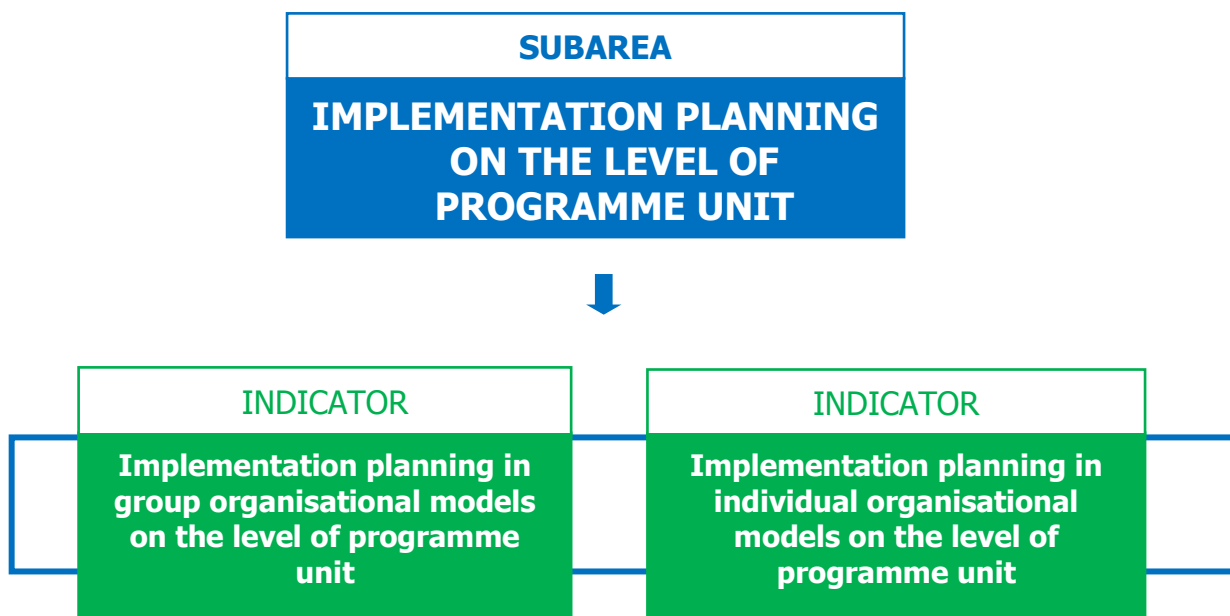 SUBAREA
IMPLEMENTATION PLANNING
ON THE LEVEL OF
PROGRAMME UNIT
INDICATOR
Implementation planning in
group organisational models
on the level of programme
unit
INDICATOR
Implementation planning in
individual organisational
models on the level of
programme unit